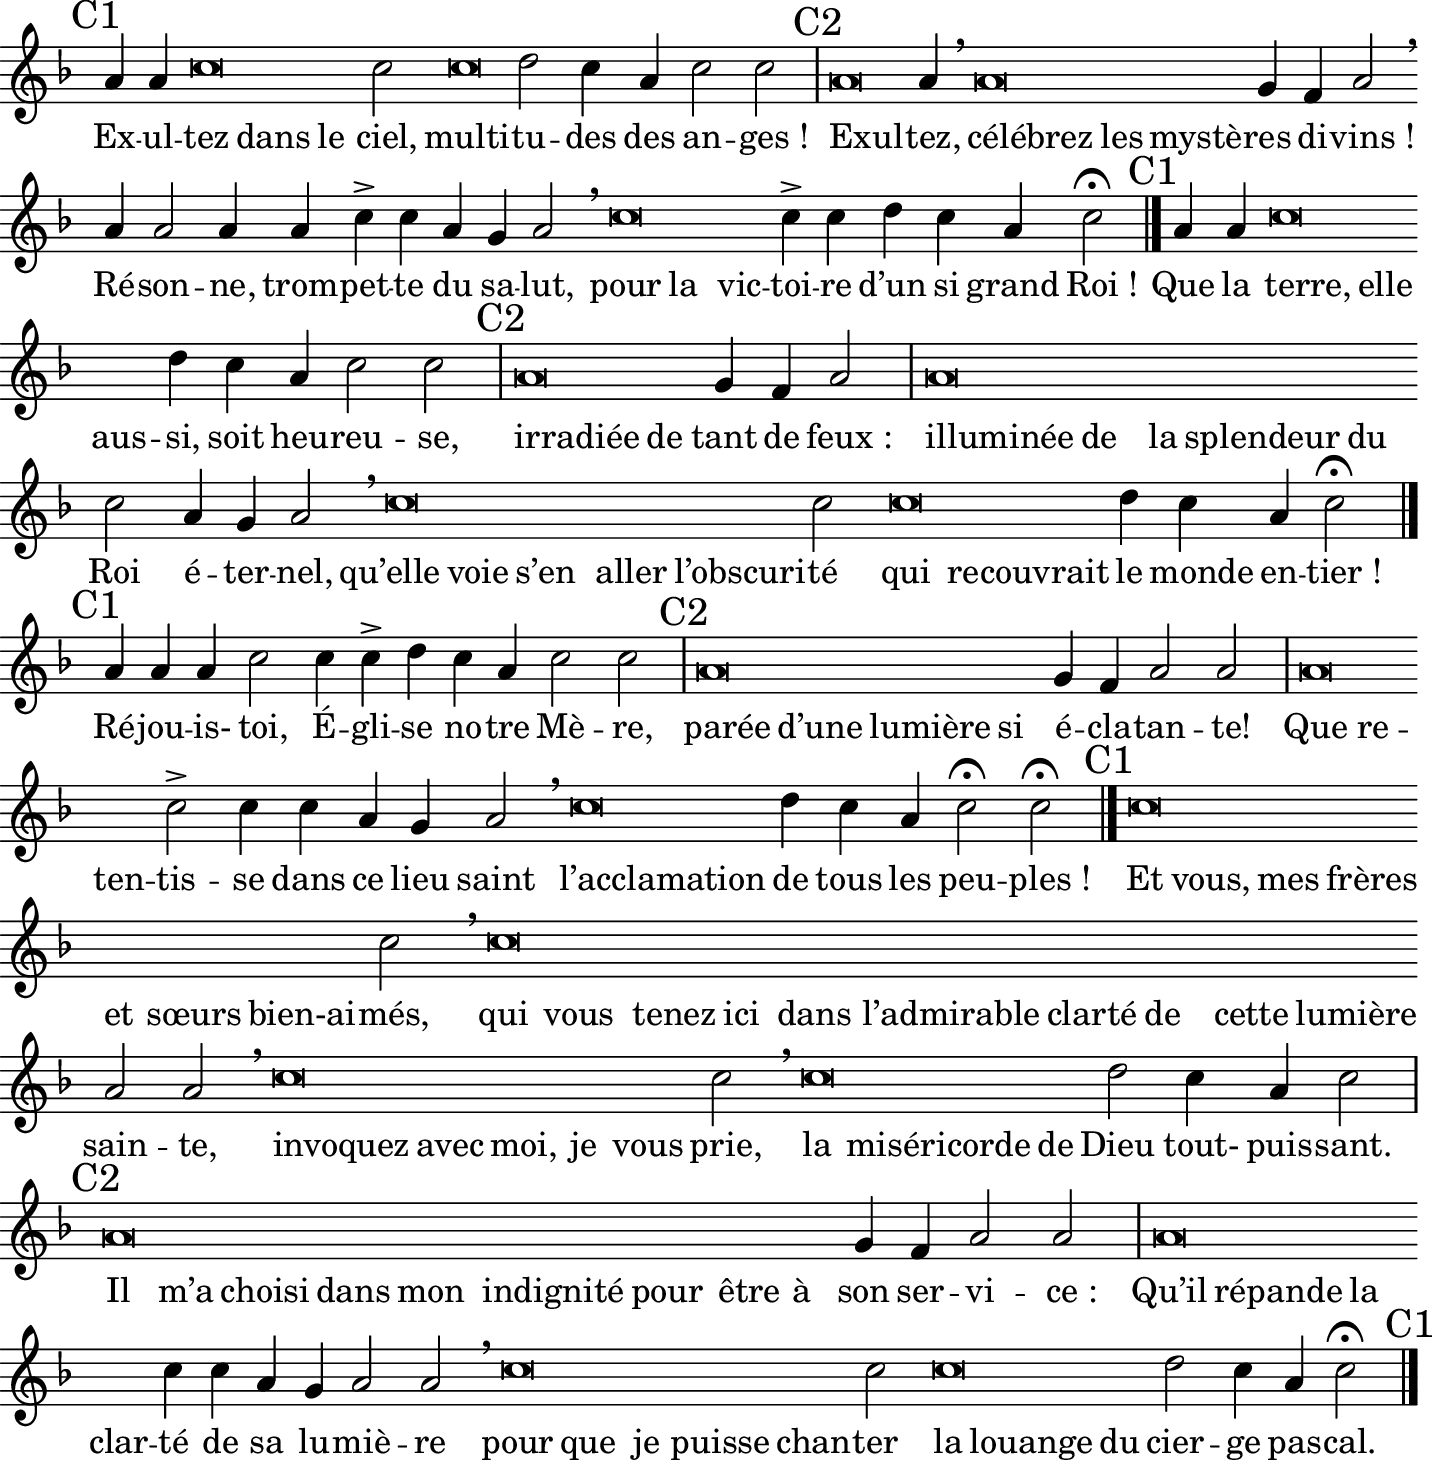 C1 C2
Ex-ul-tez dans le ciel, multitu-des des an-ges ! Exultez, célébrez les mystères divins !
C1
Réson-ne, trompet-te du sa-lut, pour la vic-toi-re d’un si grand Roi ! Que la terre, elle
C2
aus-si, soit heureu-se, irradiée de tant de feux : illuminée de la splendeur du
Roi é-ter-nel, qu’elle voie s’en aller l’obscurité qui recouvrait le monde en-tier !
C1 C2
Réjou-is-toi, É-gli-se notre Mè-re, parée d’une lumière si é-clatan-te! Que re-
C1
ten-tis-se dans ce lieu saint l’acclamation de tous les peu-ples ! Et vous, mes frères
et sœurs bien-aimés, qui vous tenez ici dans l’admirable clarté de cette lumière
sain-te, invoquez avec moi, je vous prie, la miséricorde de Dieu tout-puissant.
C2
Il m’a choisi dans mon indignité pour être à son ser-vi-ce : Qu’il répande la
C1
clar-té de sa lumiè-re pour que je puisse chanter la louange du cier-ge pascal.